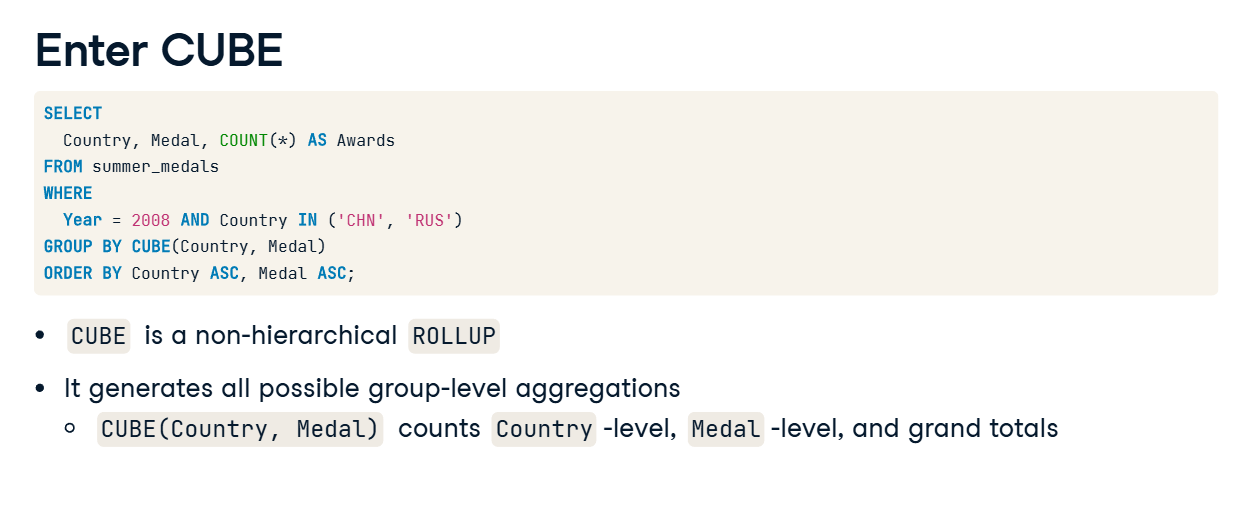 Enter CUBE
SELECT
  Country, Medal, COUNT(*) AS Awards
FROM summer_medals
WHERE
  Year = 2008 AND Country IN ('CHN', 'RUS')
GROUP BY CUBE(Country, Medal)
ORDER BY Country ASC, Medal ASC;
• CUBE is a non-hierarchical ROLLUP
• It generates all possible group-level aggregations
○ CUBE(Country, Medal) counts Country -level, Medal -level, and grand totals